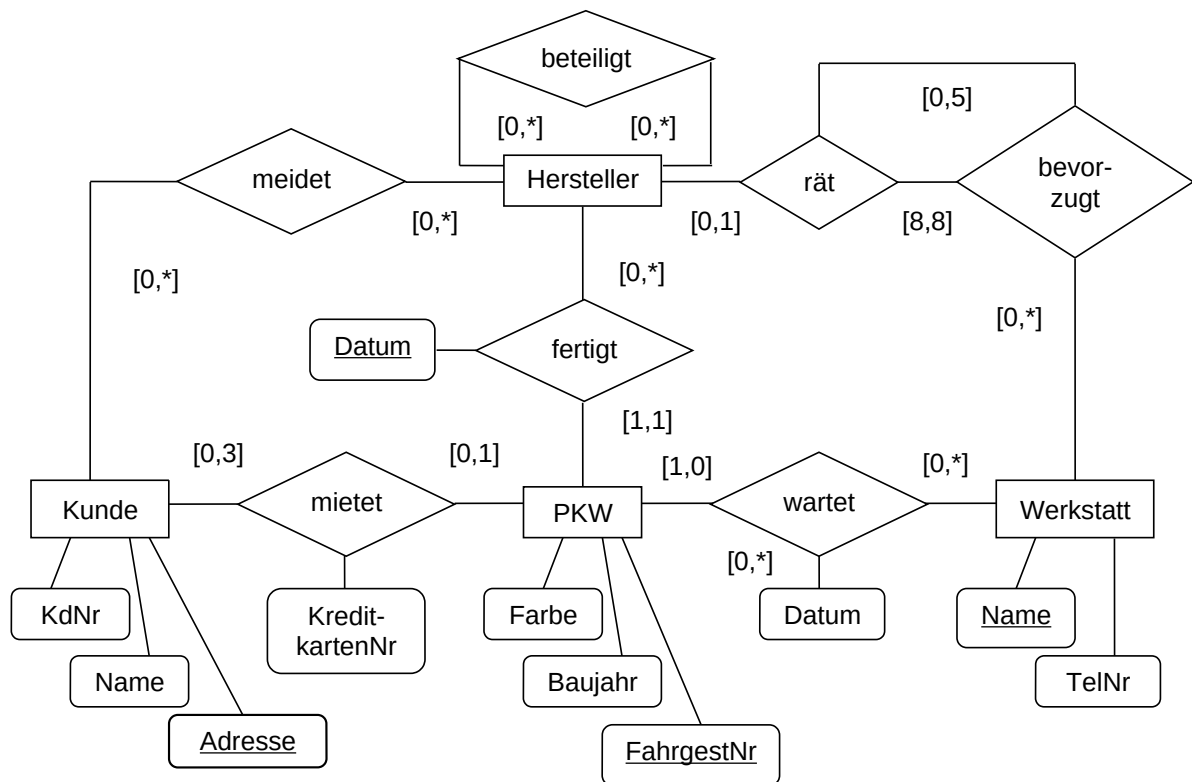 beteiligt
[0,5]
[0,*]
[0,*]
meidet
Hersteller
rät
bevor-
zugt
[0,*]
[0,1]
[8,8]
[0,*]
[0,*]
[0,*]
Datum
fertigt
[1,1]
[0,3]
[0,1]
[1,0]
[0,*]
Kunde
mietet
PKW
wartet
Werkstatt
[0,*]
KdNr
Kredit-
kartenNr
Farbe
Datum
Name
Name
Baujahr
TelNr
Adresse
FahrgestNr